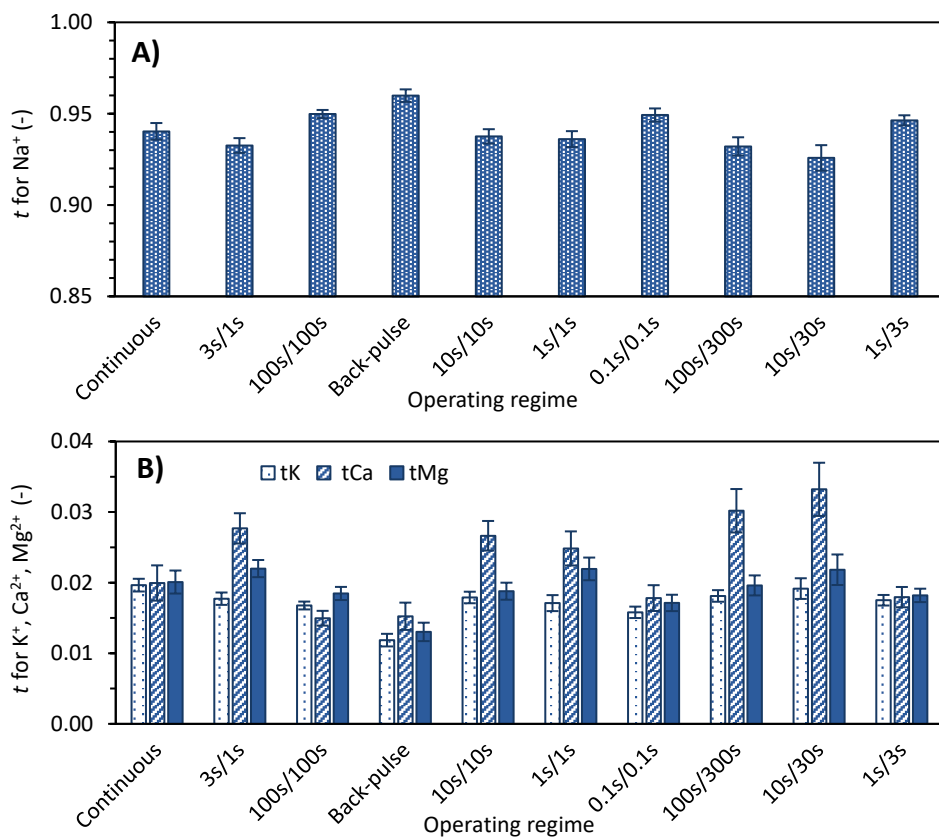 A)
t for Na⁺ (-)
1.00
0.95
0.90
0.85
Continuous
3s/1s
100s/100s
Back-pulse
10s/10s
1s/1s
0.1s/0.1s
100s/300s
10s/30s
1s/3s
Operating regime
B)
tK tCa tMg
t for K⁺, Ca²⁺, Mg²⁺ (-)
0.04
0.03
0.02
0.01
0.00
Continuous
3s/1s
100s/100s
Back-pulse
10s/10s
1s/1s
0.1s/0.1s
100s/300s
10s/30s
1s/3s
Operating regime